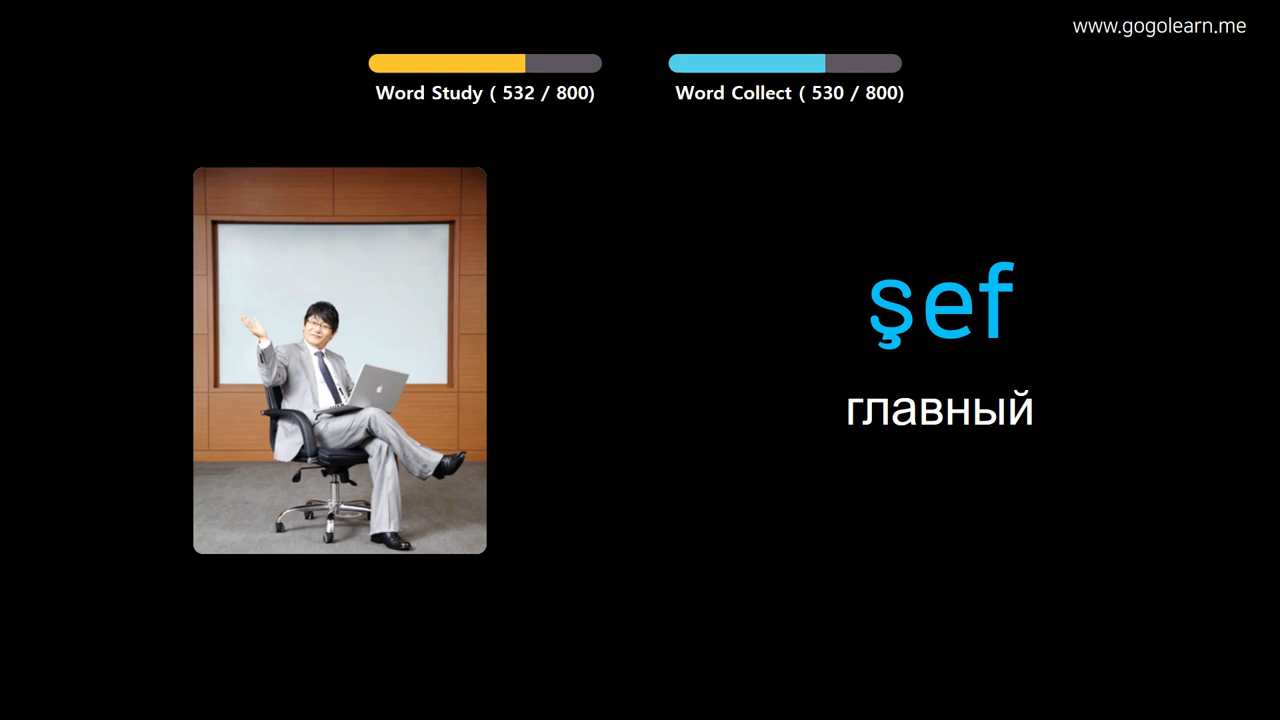 www.gogolearn.me
Word Study ( 532 / 800)
Word Collect ( 530 / 800)
şef
главный